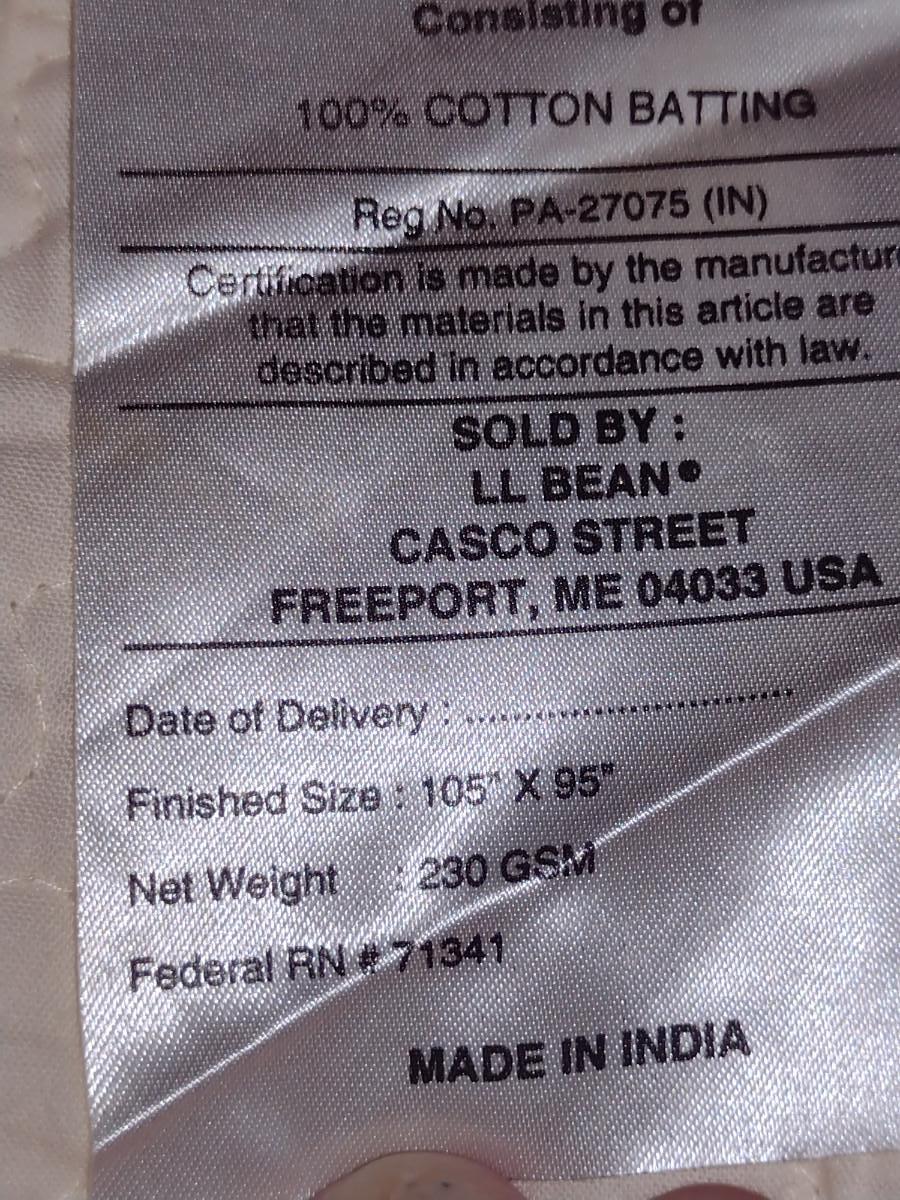 Consisting of
100% COTTON BATTING
Reg No. PA-27075 (IN)
Certification is made by the
that the materials in this article are
described in accordance with law.
SOLD BY :
LL BEAN®
CASCO STREET
FREEPORT, ME 04033 USA
Date of Delivery : ................................
Finished Size : 105" X 95"
Net Weight : 230 GSM
Federal RN # 71341
MADE IN INDIA